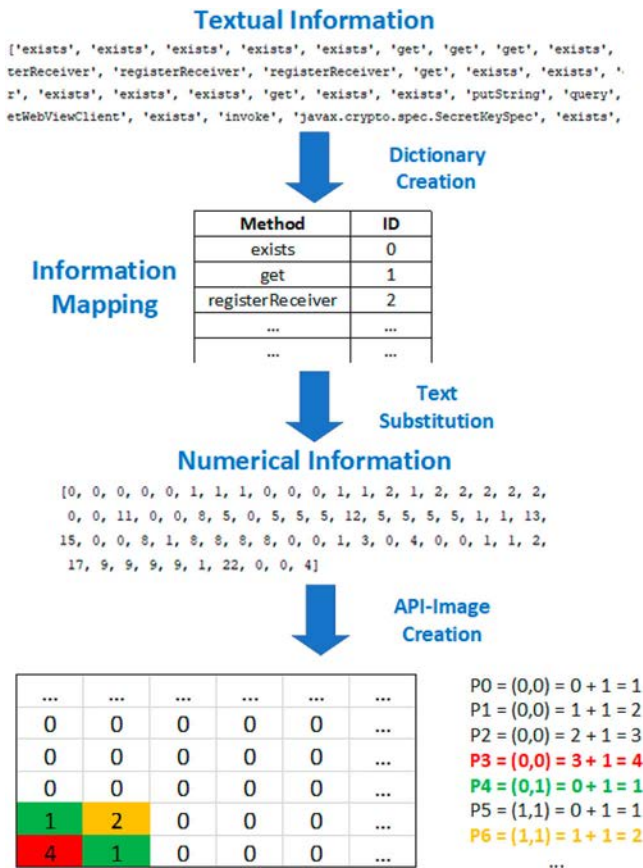 Textual Information
['exists', 'exists', 'exists', 'exists', 'exists', 'get', 'get', 'get', 'exists',
terReceiver', 'registerReceiver', 'registerReceiver', 'get', 'exists', 'exists', '
r', 'exists', 'exists', 'exists', 'get', 'exists', 'exists', 'putString', 'query',
etWebViewClient', 'exists', 'invoke', 'javax.crypto.spec.SecretKeySpec', 'exists',
Dictionary
Creation
Information
Mapping
Method ID
exists 0
get 1
registerReceiver 2
... ...
... ...
Text
Substitution
Numerical Information
[0, 0, 0, 0, 0, 1, 1, 1, 0, 0, 0, 1, 1, 2, 1, 2, 2, 2, 2, 2,
0, 0, 11, 0, 0, 8, 5, 0, 5, 5, 5, 12, 5, 5, 5, 5, 1, 1, 13,
15, 0, 0, 8, 1, 8, 8, 8, 8, 0, 0, 1, 3, 0, 4, 0, 0, 1, 1, 2,
17, 9, 9, 9, 9, 1, 22, 0, 0, 4]
API-Image
Creation
... ... ... ... ... ...
0 0 0 0 0 ...
0 0 0 0 0 ...
0 0 0 0 0 ...
1 2 0 0 0 ...
4 1 0 0 0 ...
P0 = (0,0) = 0 + 1 = 1
P1 = (0,0) = 1 + 1 = 2
P2 = (0,0) = 2 + 1 = 3
P3 = (0,0) = 3 + 1 = 4
P4 = (0,1) = 0 + 1 = 1
P5 = (1,1) = 0 + 1 = 1
P6 = (1,1) = 1 + 1 = 2
...